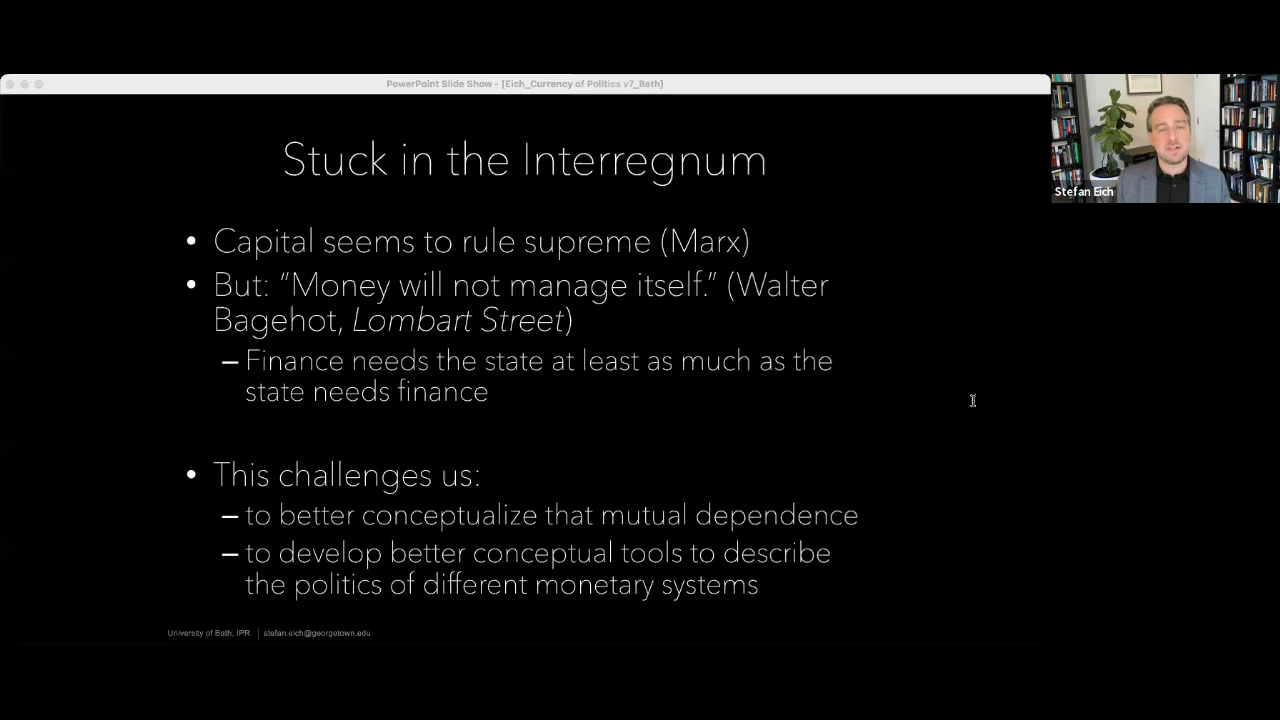 PowerPoint Slide Show - [Eich_Currency of Politics v7_Bath]
Stuck in the Interregnum
• Capital seems to rule supreme (Marx)
• But: “Money will not manage itself.” (Walter
Bagehot, Lombart Street)
– Finance needs the state at least as much as the
state needs finance
• This challenges us:
– to better conceptualize that mutual dependence
– to develop better conceptual tools to describe
the politics of different monetary systems
University of Bath, IPR | stefan.eich@georgetown.edu
Stefan Eich